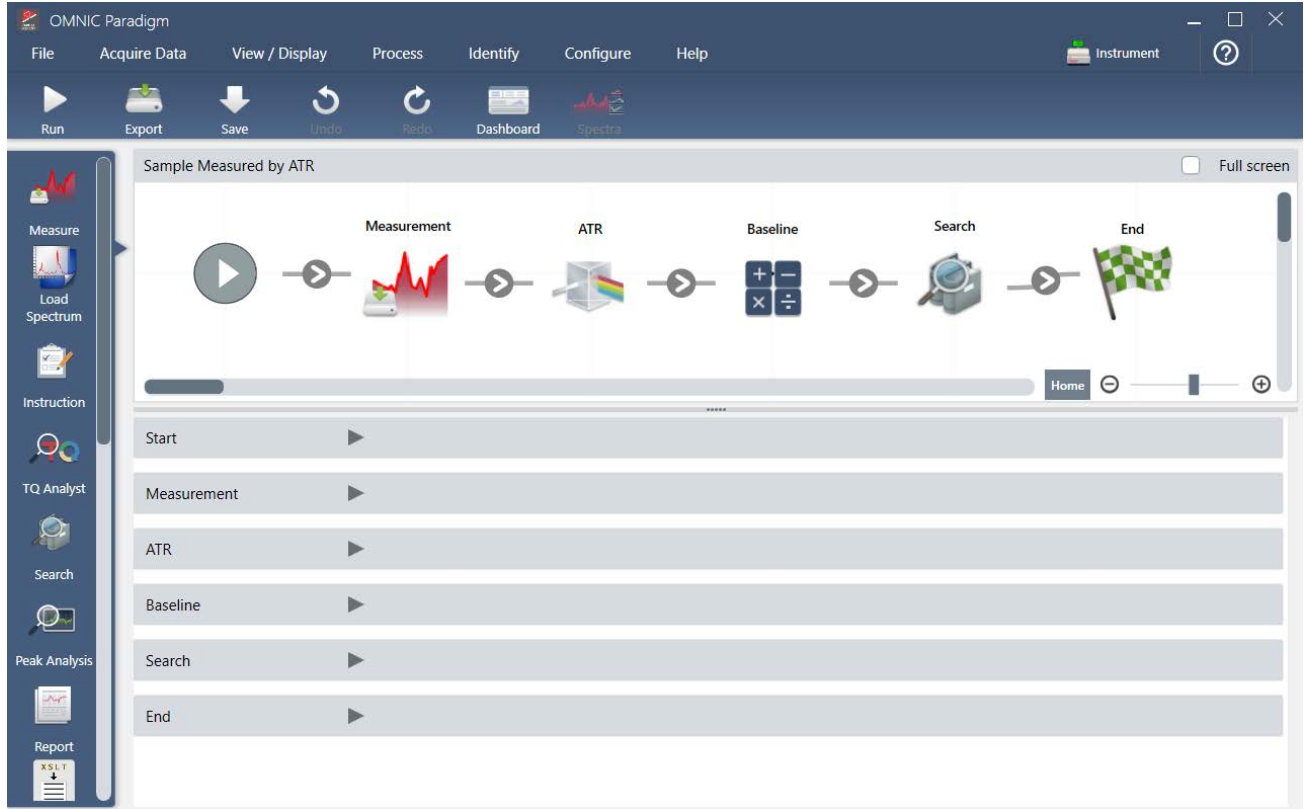 OMNIC Paradigm
File Acquire Data View / Display Process Identify Configure Help Instrument
Run Export Save Undo Redo Dashboard Spectra
Sample Measured by ATR Full screen
Measure
Load
Spectrum
Instruction
TQ Analyst
Search
Peak Analysis
Report
XSLT
Measurement ATR Baseline Search End
Home
Start
Measurement
ATR
Baseline
Search
End